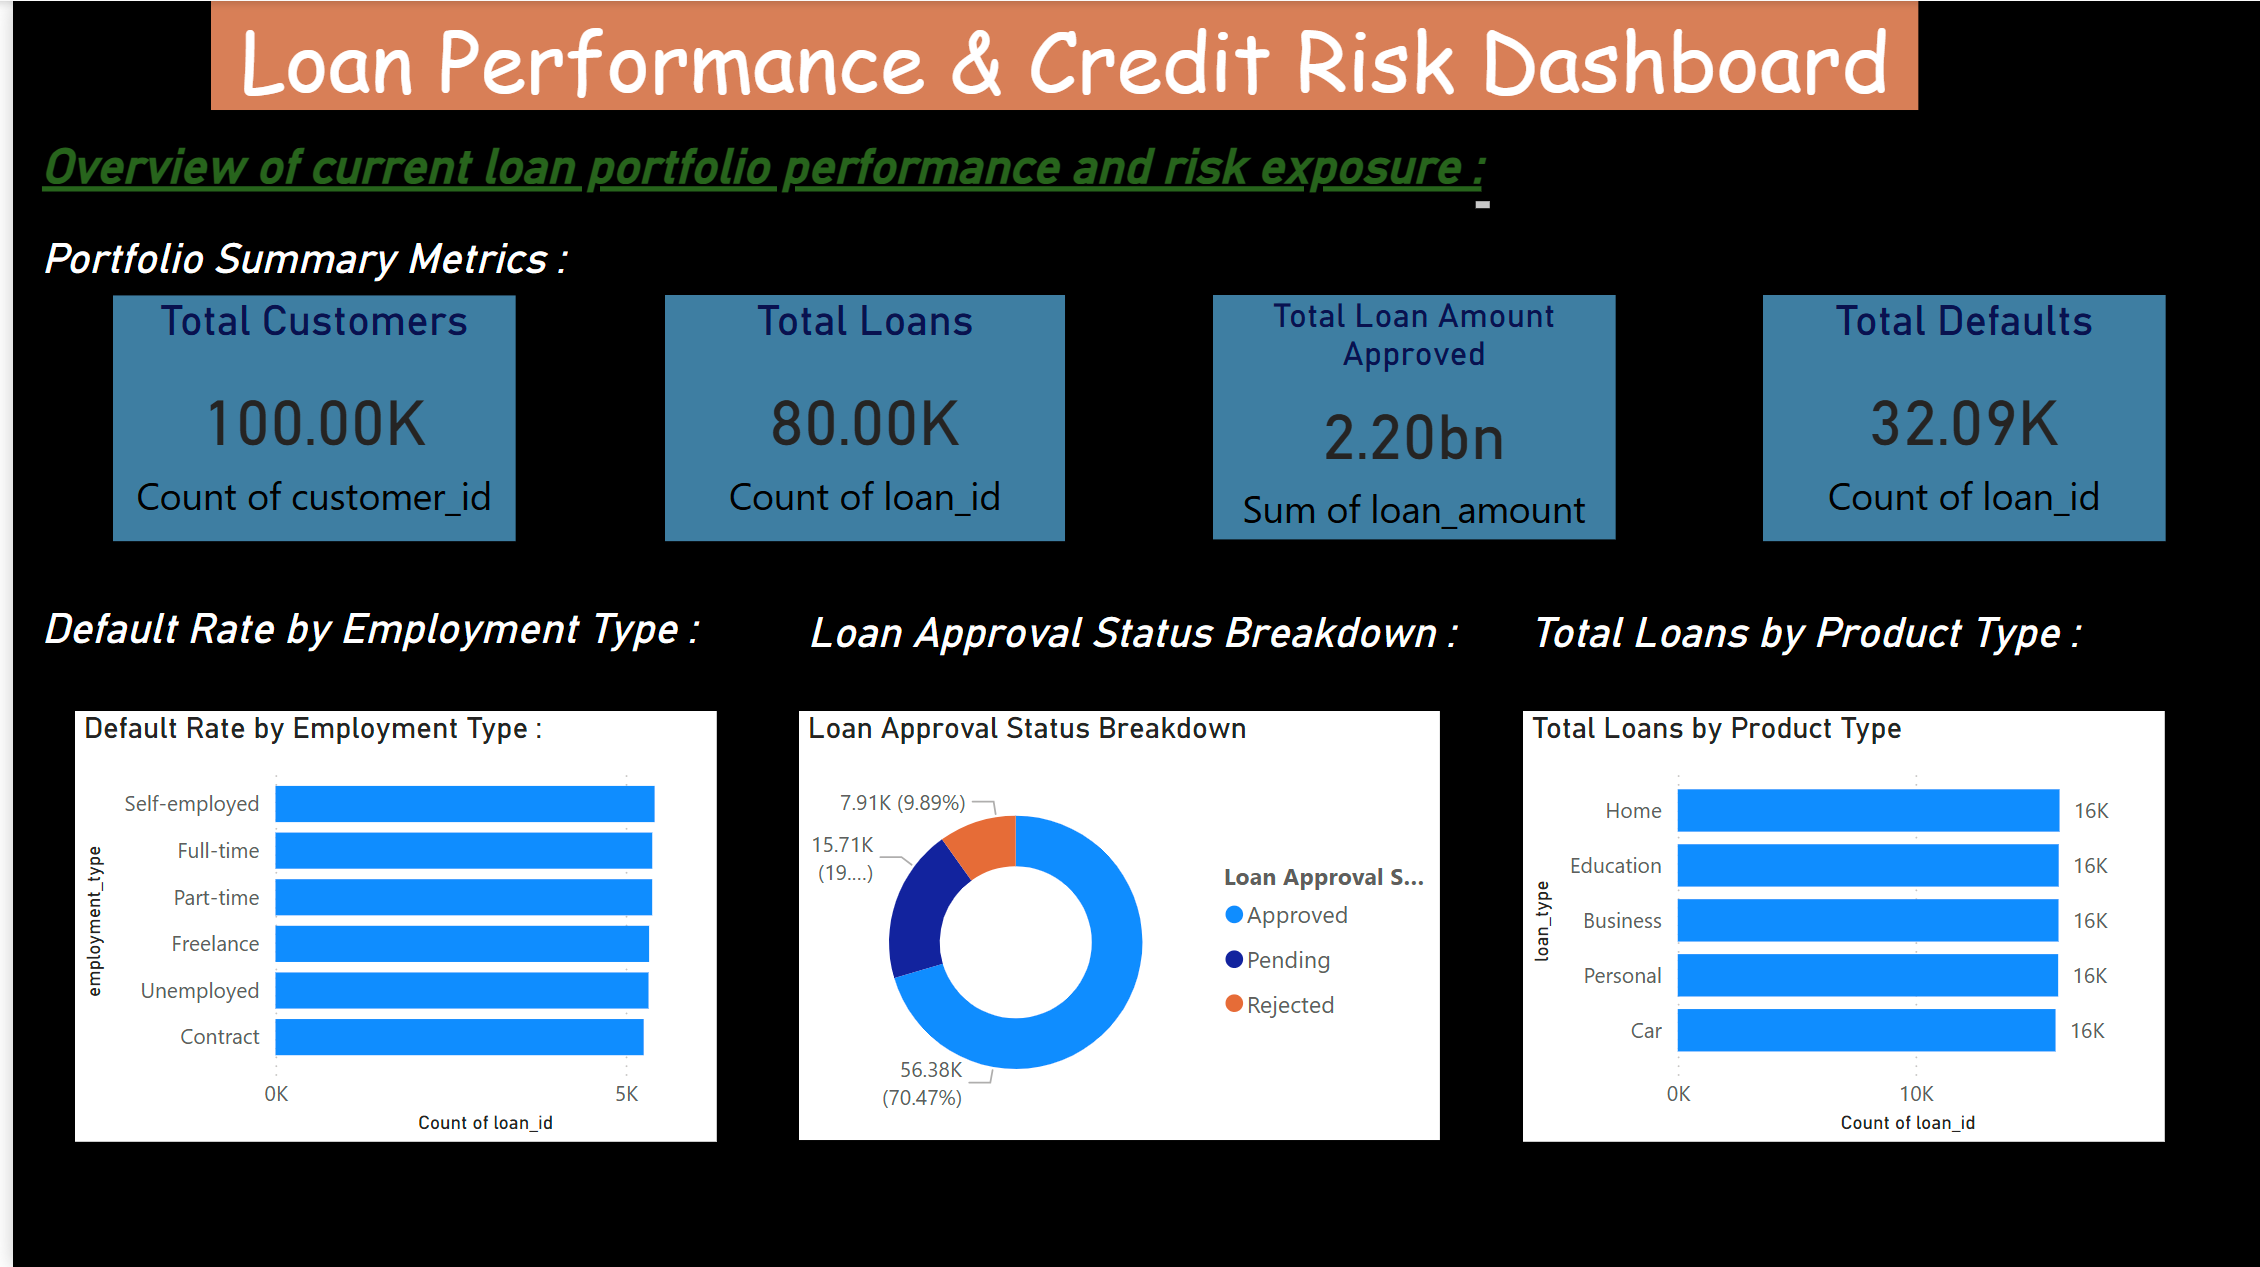 Loan Performance & Credit Risk Dashboard
Overview of current loan portfolio performance and risk exposure :
Portfolio Summary Metrics :
Total Customers
100.00K
Count of customer_id
Total Loans
80.00K
Count of loan_id
Total Loan Amount
Approved
2.20bn
Sum of loan_amount
Total Defaults
32.09K
Count of loan_id
Default Rate by Employment Type :
Loan Approval Status Breakdown :
Total Loans by Product Type :
Default Rate by Employment Type :
employment_type
Self-employed
Full-time
Part-time
Freelance
Unemployed
Contract
0K 5K
Count of loan_id
Loan Approval Status Breakdown
7.91K (9.89%)
15.71K
(19....)
56.38K
(70.47%)
Loan Approval S...
Approved
Pending
Rejected
Total Loans by Product Type
loan_type
Home 16K
Education 16K
Business 16K
Personal 16K
Car 16K
0K 10K
Count of loan_id